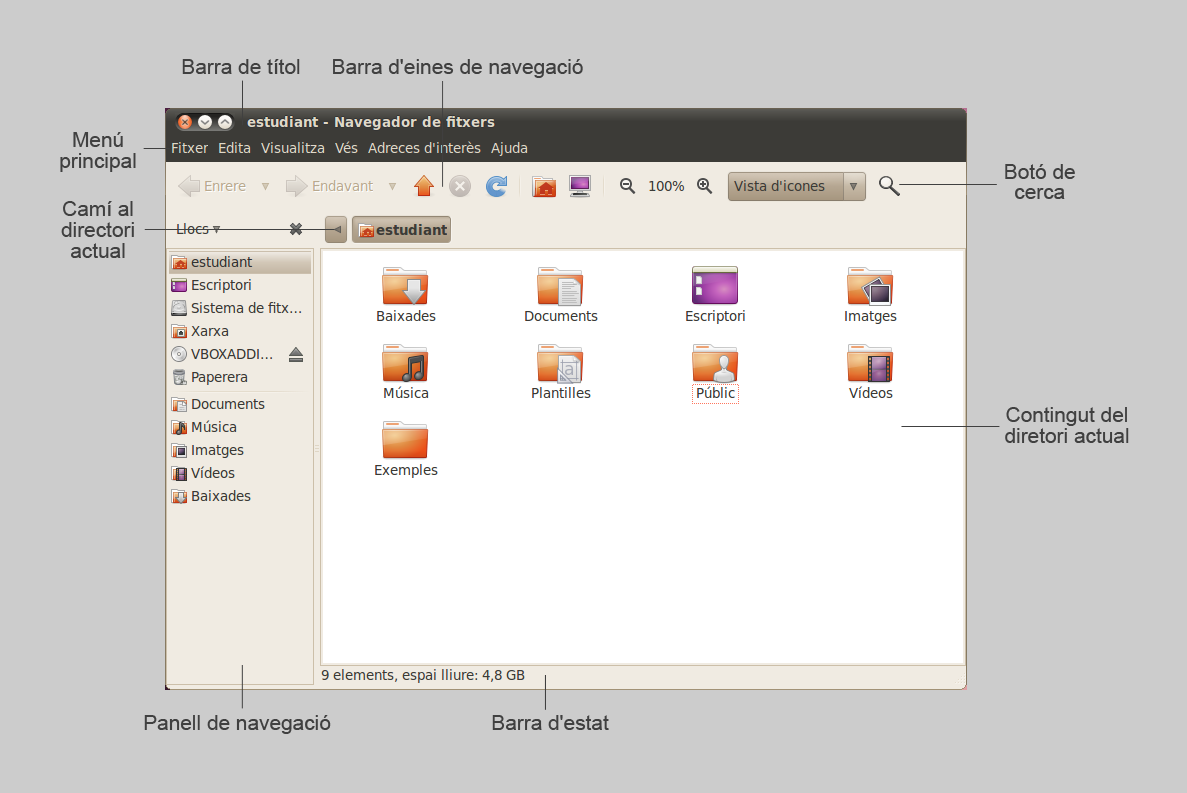 Barra de títol
Barra d'eines de navegació
estudiant - Navegador de fitxers
Menú
principal
Fitxer Edita Visualitza Vés Adreces d'interès Ajuda
Enrere
Endavant
100%
Vista d'icones
Botó de
cerca
Camí al
directori
actual
Llocs
estudiant
estudiant
Escriptori
Sistema de fitx...
Xarxa
VBOXADDI...
Paperera
Documents
Música
Imatges
Vídeos
Baixades
Baixades
Documents
Escriptori
Imatges
Música
Plantilles
Públic
Vídeos
Exemples
Contingut del
diretori actual
9 elements, espai lliure: 4,8 GB
Panell de navegació
Barra d'estat